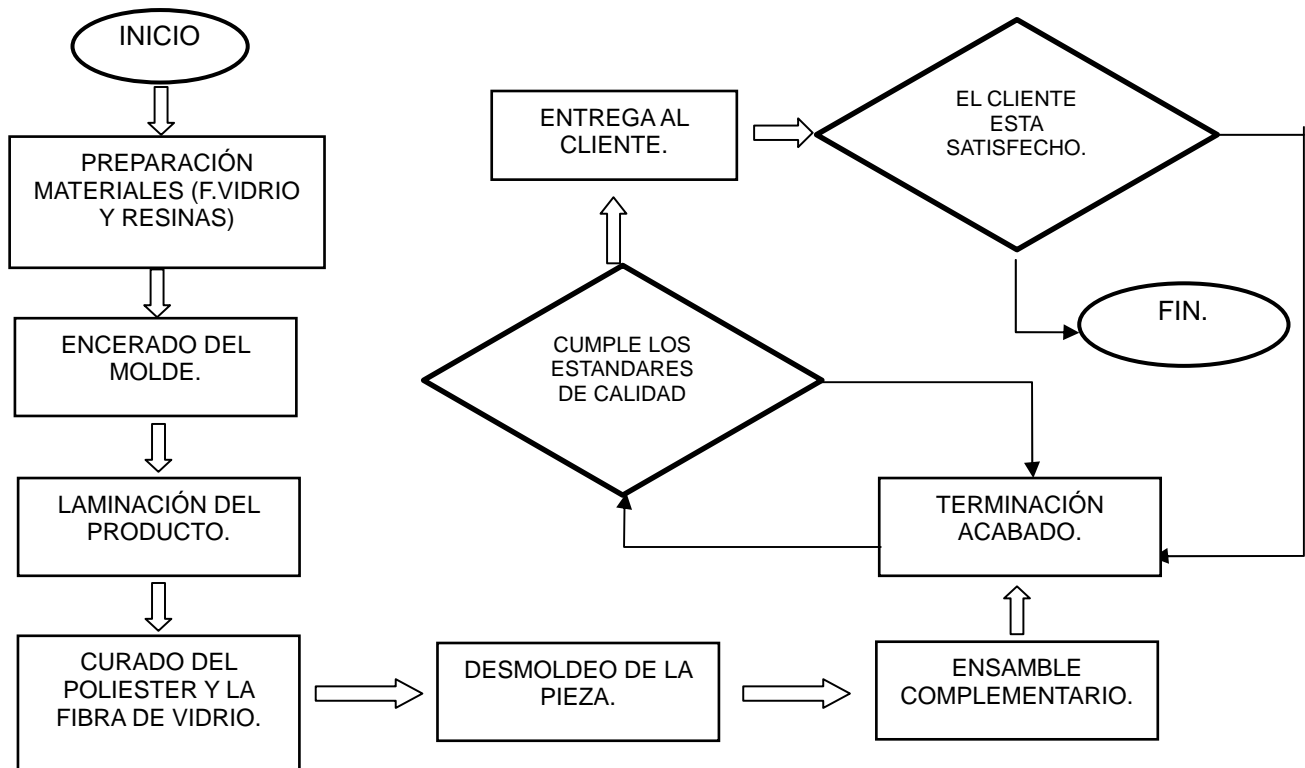 INICIO
PREPARACIÓN
MATERIALES (F.VIDRIO
Y RESINAS)
ENCERADO DEL
MOLDE.
LAMINACIÓN DEL
PRODUCTO.
CURADO DEL
POLIESTER Y LA
FIBRA DE VIDRIO.
DESMOLDEO DE LA
PIEZA.
ENSAMBLE
COMPLEMENTARIO.
TERMINACIÓN
ACABADO.
CUMPLE LOS
ESTANDARES
DE CALIDAD
ENTREGA AL
CLIENTE.
EL CLIENTE
ESTA
SATISFECHO.
FIN.